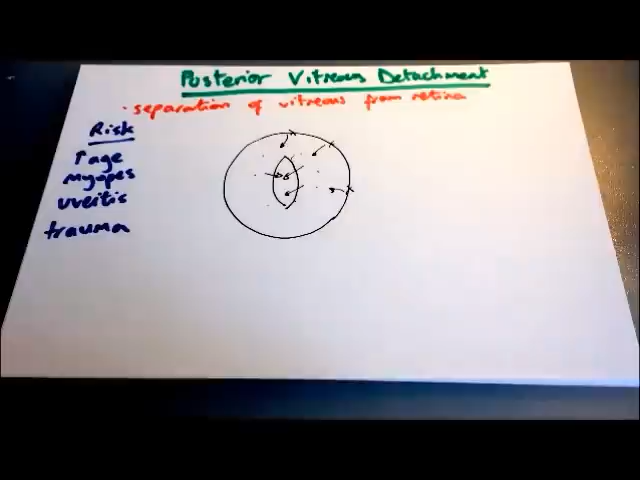 Posterior Vitreous Detachment
· separation of vitreous from retina
Risk
↑age
myopes
uveitis
trauma